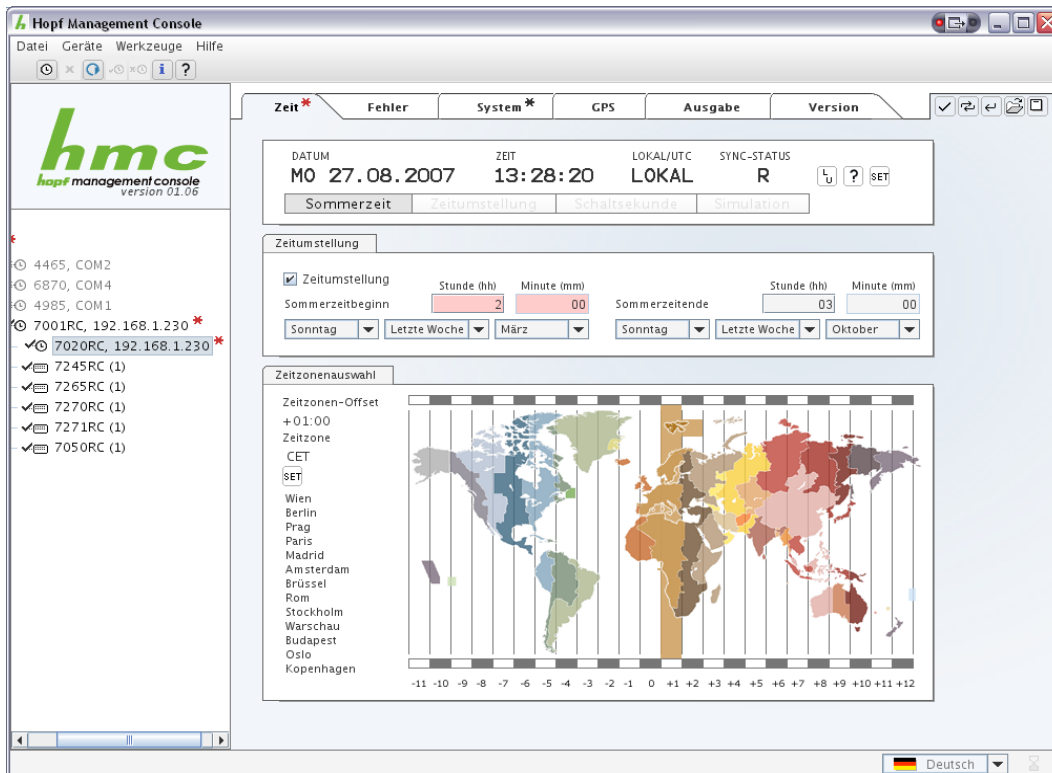 Hopf Management Console
Datei Geräte Werkzeuge Hilfe
hmc
hopf management console
version 01.06
4465, COM2
6870, COM4
4985, COM1
7001RC, 192.168.1.230 *
7020RC, 192.168.1.230 *
7245RC (1)
7265RC (1)
7270RC (1)
7271RC (1)
7050RC (1)
Zeit * Fehler System * GPS Ausgabe Version
DATUM ZEIT LOKAL/UTC SYNC-STATUS
MO 27.08.2007 13:28:20 LOKAL R L U ? SET
Sommerzeit Zeitumstellung Schaltsekunde Simulation
Zeitumstellung
Zeitumstellung
Stunde (hh) Minute (mm) Stunde (hh) Minute (mm)
Sommerzeitbeginn 2 00 Sommerzeitende 03 00
Sonntag Letzte Woche März Sonntag Letzte Woche Oktober
Zeitzonenauswahl
Zeitzonen-Offset
+01:00
Zeitzone
CET
SET
Wien
Berlin
Prag
Paris
Madrid
Amsterdam
Brüssel
Rom
Stockholm
Warschau
Budapest
Oslo
Kopenhagen
-11 -10 -9 -8 -7 -6 -5 -4 -3 -2 -1 0 +1 +2 +3 +4 +5 +6 +7 +8 +9 +10 +11 +12
Deutsch